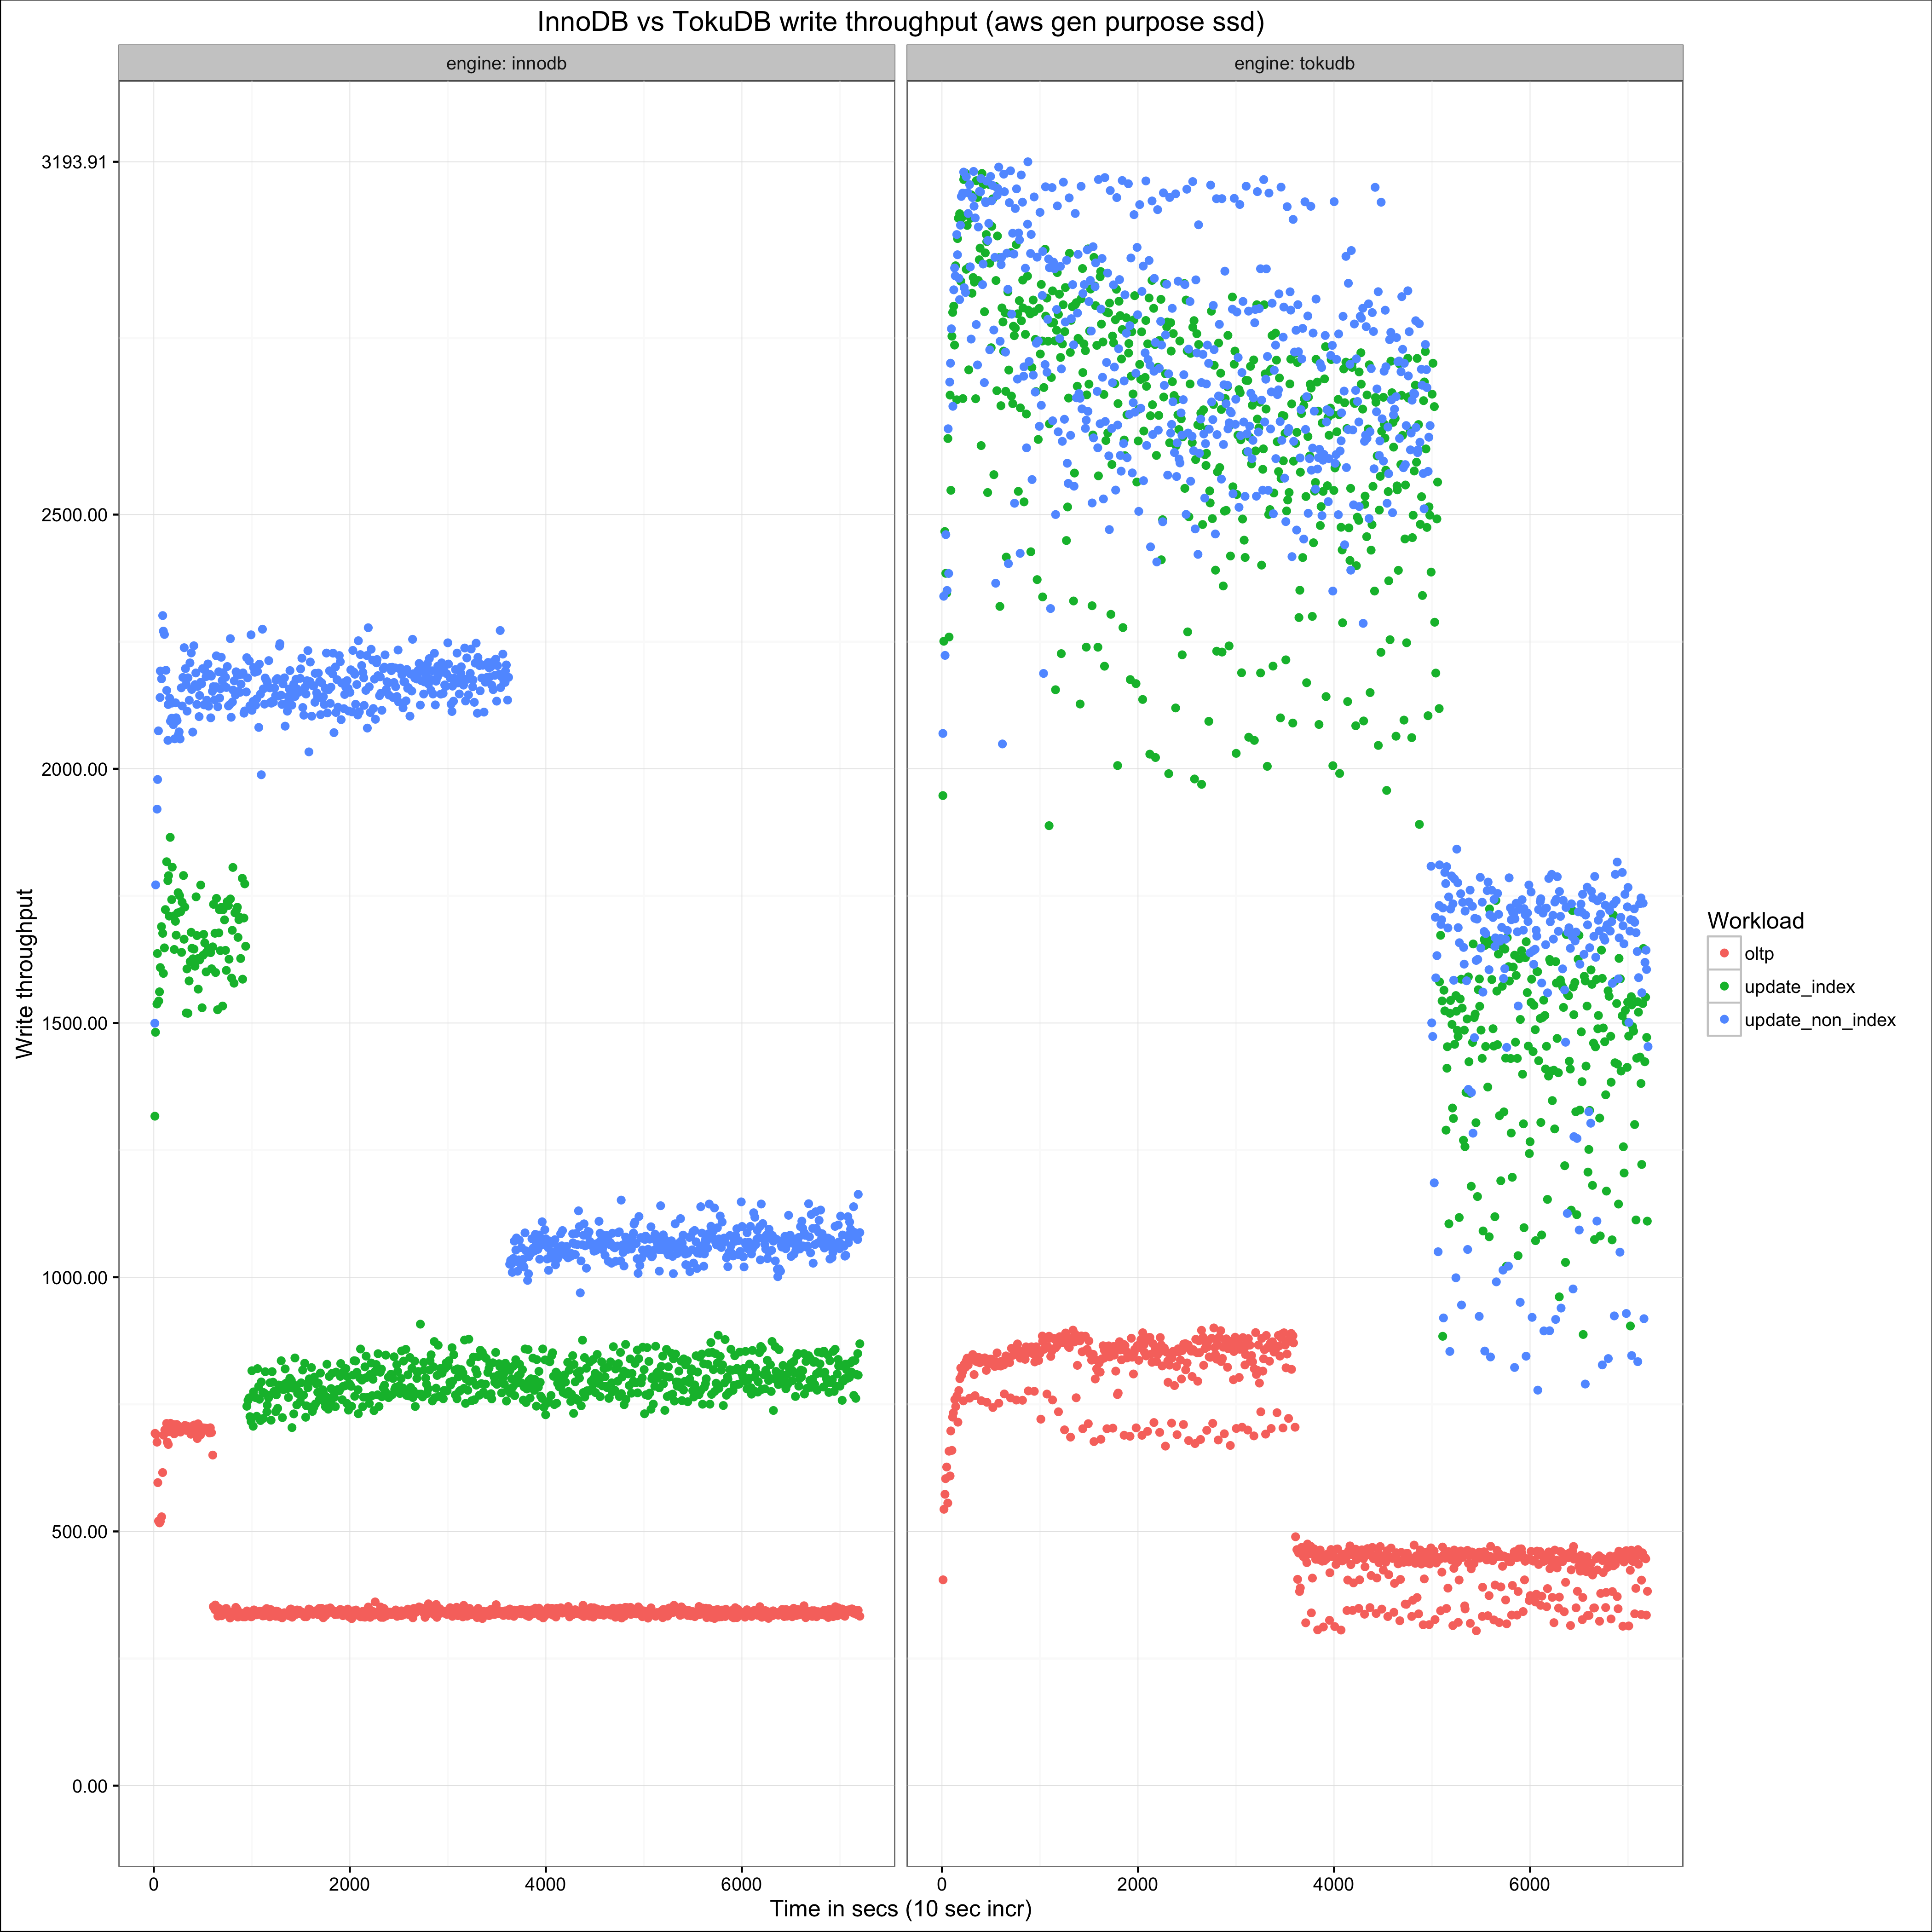 InnoDB vs TokuDB write throughput (aws gen purpose ssd)
engine: innodb
engine: tokudb
3193.91
2500.00
2000.00
1500.00
1000.00
500.00
0.00
Write throughput
0 2000 4000 6000
0 2000 4000 6000
Time in secs (10 sec incr)
Workload
oltp
update_index
update_non_index